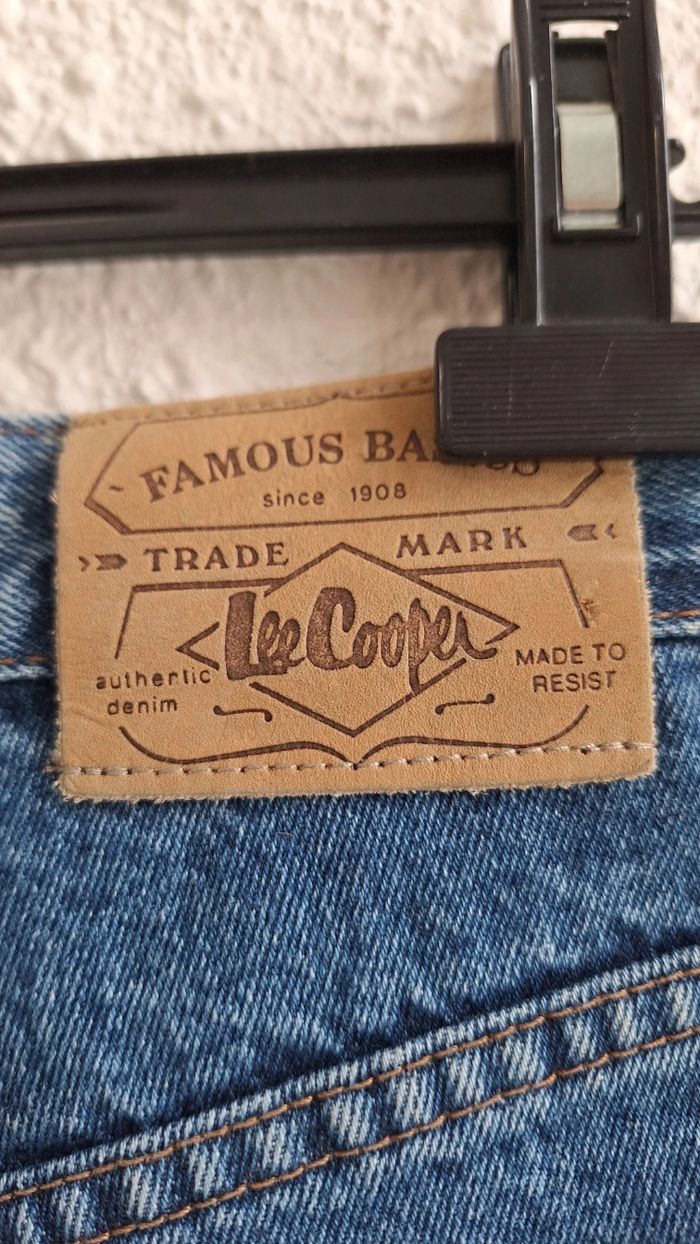 FAMOUS
since 1908
TRADE MARK
Lee Cooper
authentic denim
MADE TO RESIST